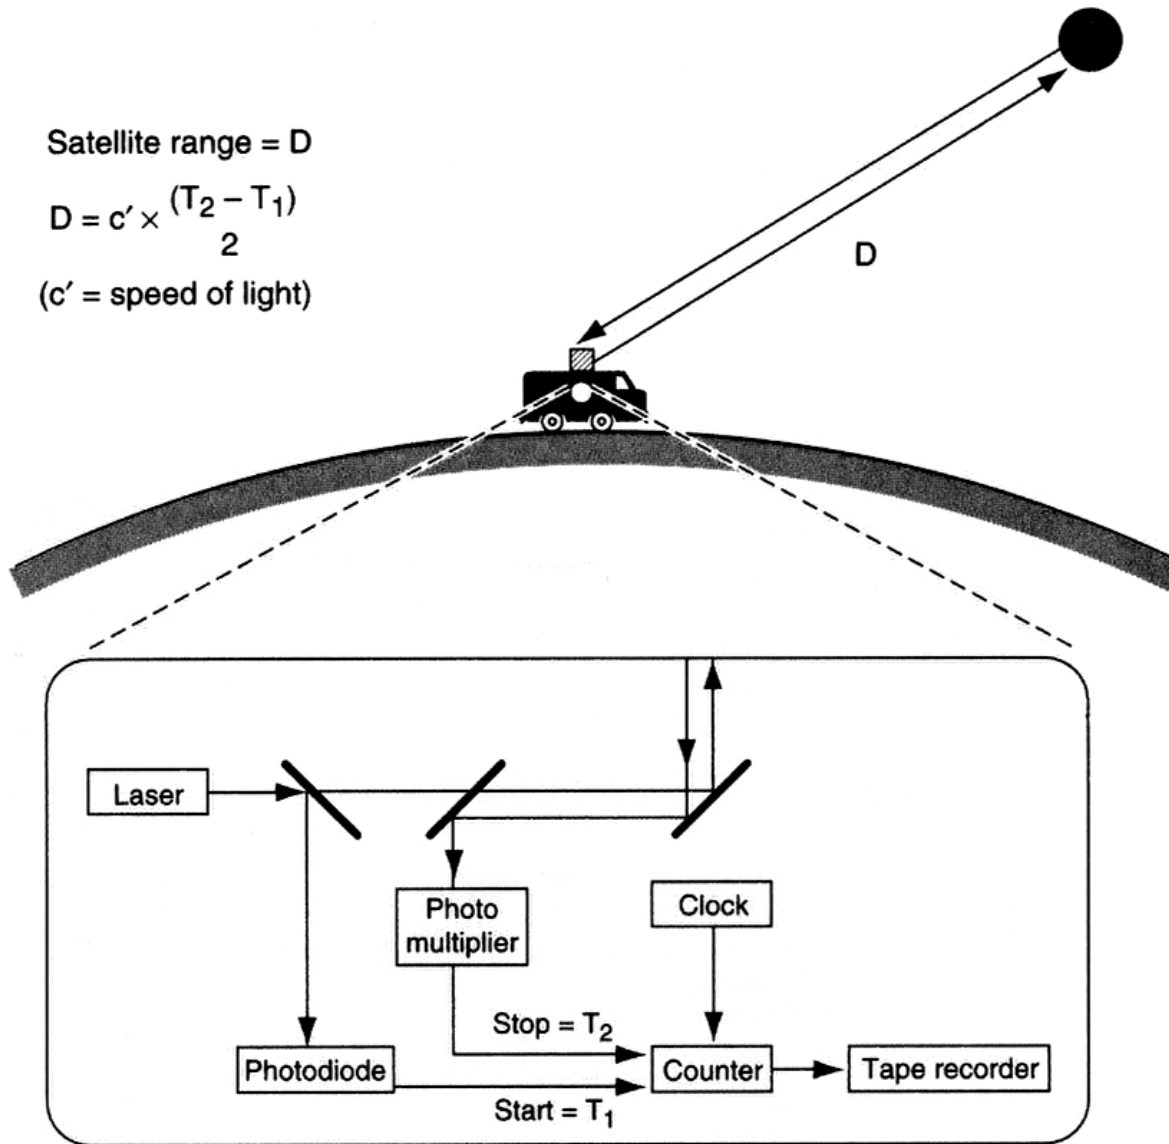 Satellite range = D
D = c′ × (T₂ – T₁)
2
(c′ = speed of light)
D
Laser
Photo
multiplier
Clock
Stop = T₂
Photodiode
Counter
Tape recorder
Start = T₁